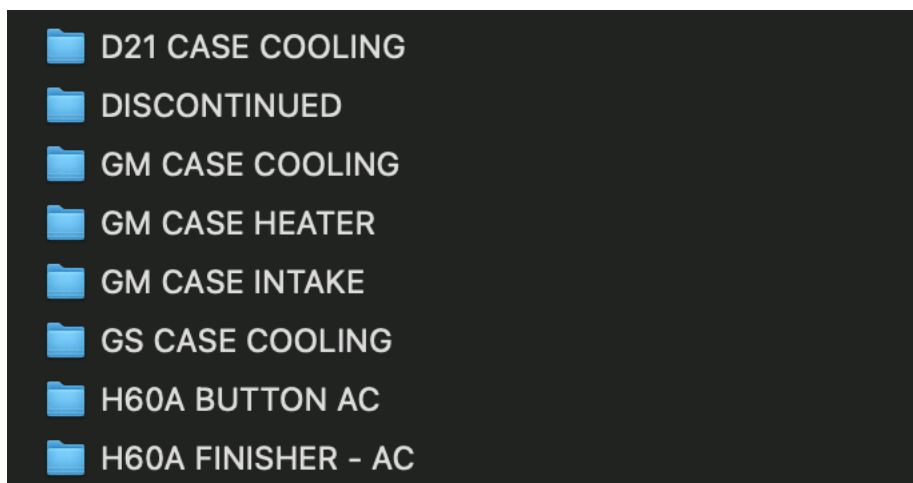 D21 CASE COOLING
DISCONTINUED
GM CASE COOLING
GM CASE HEATER
GM CASE INTAKE
GS CASE COOLING
H60A BUTTON AC
H60A FINISHER - AC